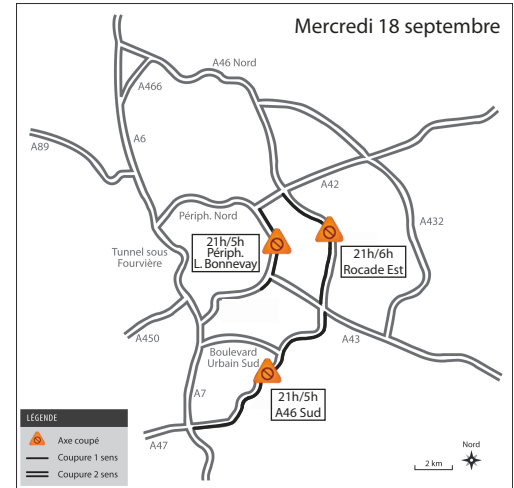 Mercredi 18 septembre
A46 Nord
A466
A6
A89
A42
A432
Périph. Nord
21h/5h
Périph.
L. Bonnevay
21h/6h
Rocade Est
Tunnel sous
Fourvière
A450
A43
Boulevard
Urbain Sud
A7
21h/5h
A46 Sud
A47
LÉGENDE
Axe coupé
Coupure 1 sens
Coupure 2 sens
Nord
2 km